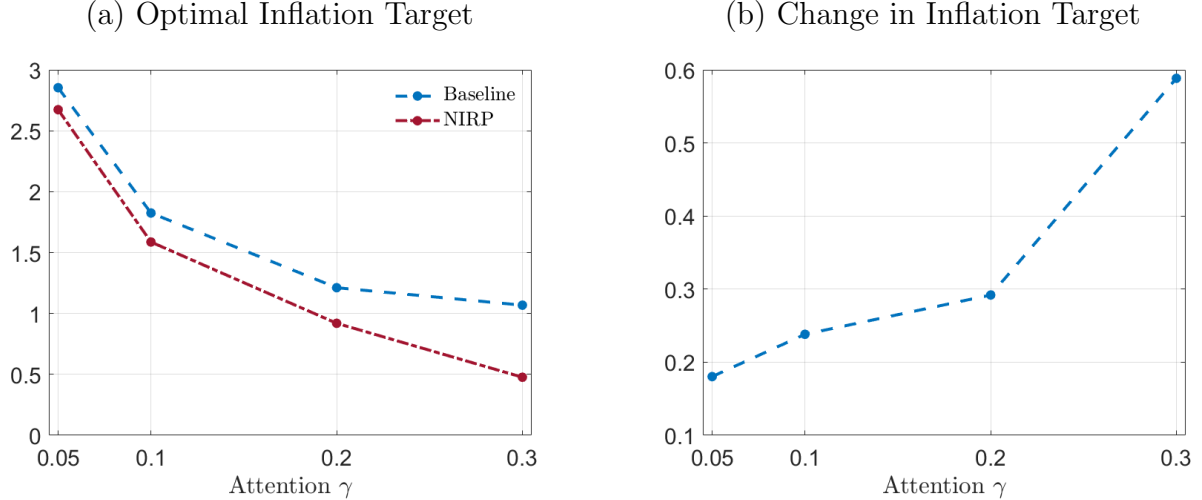 (a) Optimal Inflation Target
3
2.5
2
1.5
1
0.5
0
0.05 0.1 0.2 0.3
Attention γ
Baseline
NIRP
(b) Change in Inflation Target
0.6
0.5
0.4
0.3
0.2
0.1
0.05 0.1 0.2 0.3
Attention γ